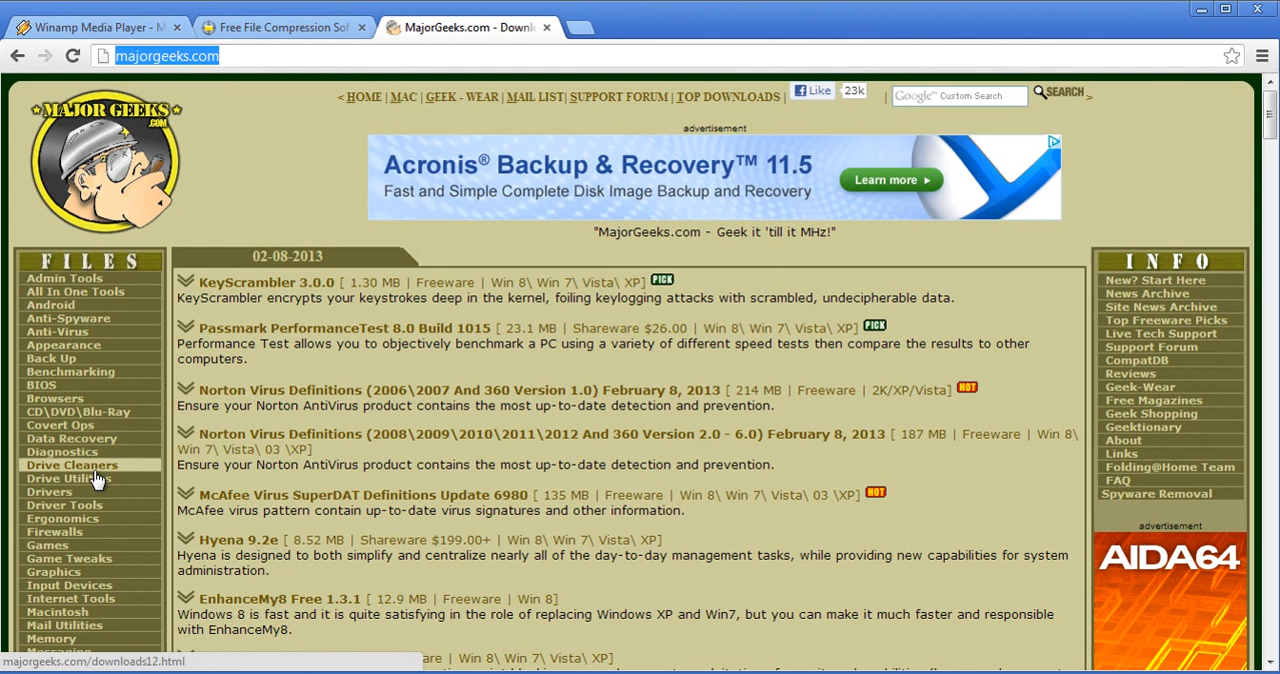 Winamp Media Player - M
Free File Compression Sof
MajorGeeks.com - Downl
majorgeeks.com
MAJOR GEEKS
.COM
< HOME | MAC | GEEK - WEAR | MAIL LIST | SUPPORT FORUM | TOP DOWNLOADS |
Like
23k
|
Google™ Custom Search
SEARCH
>
advertisement
Acronis® Backup & Recovery™ 11.5
Fast and Simple Complete Disk Image Backup and Recovery
Learn more
"MajorGeeks.com - Geek it 'till it MHz!"
FILES
Admin Tools
All In One Tools
Android
Anti-Spyware
Anti-Virus
Appearance
Back Up
Benchmarking
BIOS
Browsers
CD\DVD\Blu-Ray
Covert Ops
Data Recovery
Diagnostics
Drive Cleaners
Drive Utilities
Drivers
Driver Tools
Ergonomics
Firewalls
Games
Game Tweaks
Graphics
Input Devices
Internet Tools
Macintosh
Mail Utilities
Memory
majorgeeks.com/downloads12.html
02-08-2013
KeyScrambler 3.0.0 [ 1.30 MB | Freeware | Win 8\ Win 7\ Vista\ XP] PICK
KeyScrambler encrypts your keystrokes deep in the kernel, foiling keylogging attacks with scrambled, undecipherable data.
Passmark PerformanceTest 8.0 Build 1015 [ 23.1 MB | Shareware $26.00 | Win 8\ Win 7\ Vista\ XP] PICK
Performance Test allows you to objectively benchmark a PC using a variety of different speed tests then compare the results to other
computers.
Norton Virus Definitions (2006\2007 And 360 Version 1.0) February 8, 2013 [ 214 MB | Freeware | 2K/XP/Vista] HOT
Ensure your Norton AntiVirus product contains the most up-to-date detection and prevention.
Norton Virus Definitions (2008\2009\2010\2011\2012 And 360 Version 2.0 - 6.0) February 8, 2013 [ 187 MB | Freeware | Win 8\
Win 7\ Vista\ 03 \XP]
Ensure your Norton AntiVirus product contains the most up-to-date detection and prevention.
McAfee Virus SuperDAT Definitions Update 6980 [ 135 MB | Freeware | Win 8\ Win 7\ Vista\ 03 \XP] HOT
McAfee virus pattern contain up-to-date virus signatures and other information.
Hyena 9.2e [ 8.52 MB | Shareware $199.00+ | Win 8\ Win 7\ Vista\ XP]
Hyena is designed to both simplify and centralize nearly all of the day-to-day management tasks, while providing new capabilities for system
administration.
EnhanceMy8 Free 1.3.1 [ 12.9 MB | Freeware | Win 8]
Windows 8 is fast and it is quite satisfying in the role of replacing Windows XP and Win7, but you can make it much faster and responsible
with EnhanceMy8.
are | Win 8\ Win 7\ Vista\ XP]
INFO
New? Start Here
News Archive
Site News Archive
Top Freeware Picks
Live Tech Support
Support Forum
CompatDB
Reviews
Geek-Wear
Free Magazines
Geek Shopping
Geektionary
About
Links
Folding@Home Team
FAQ
Spyware Removal
advertisement
AIDA64